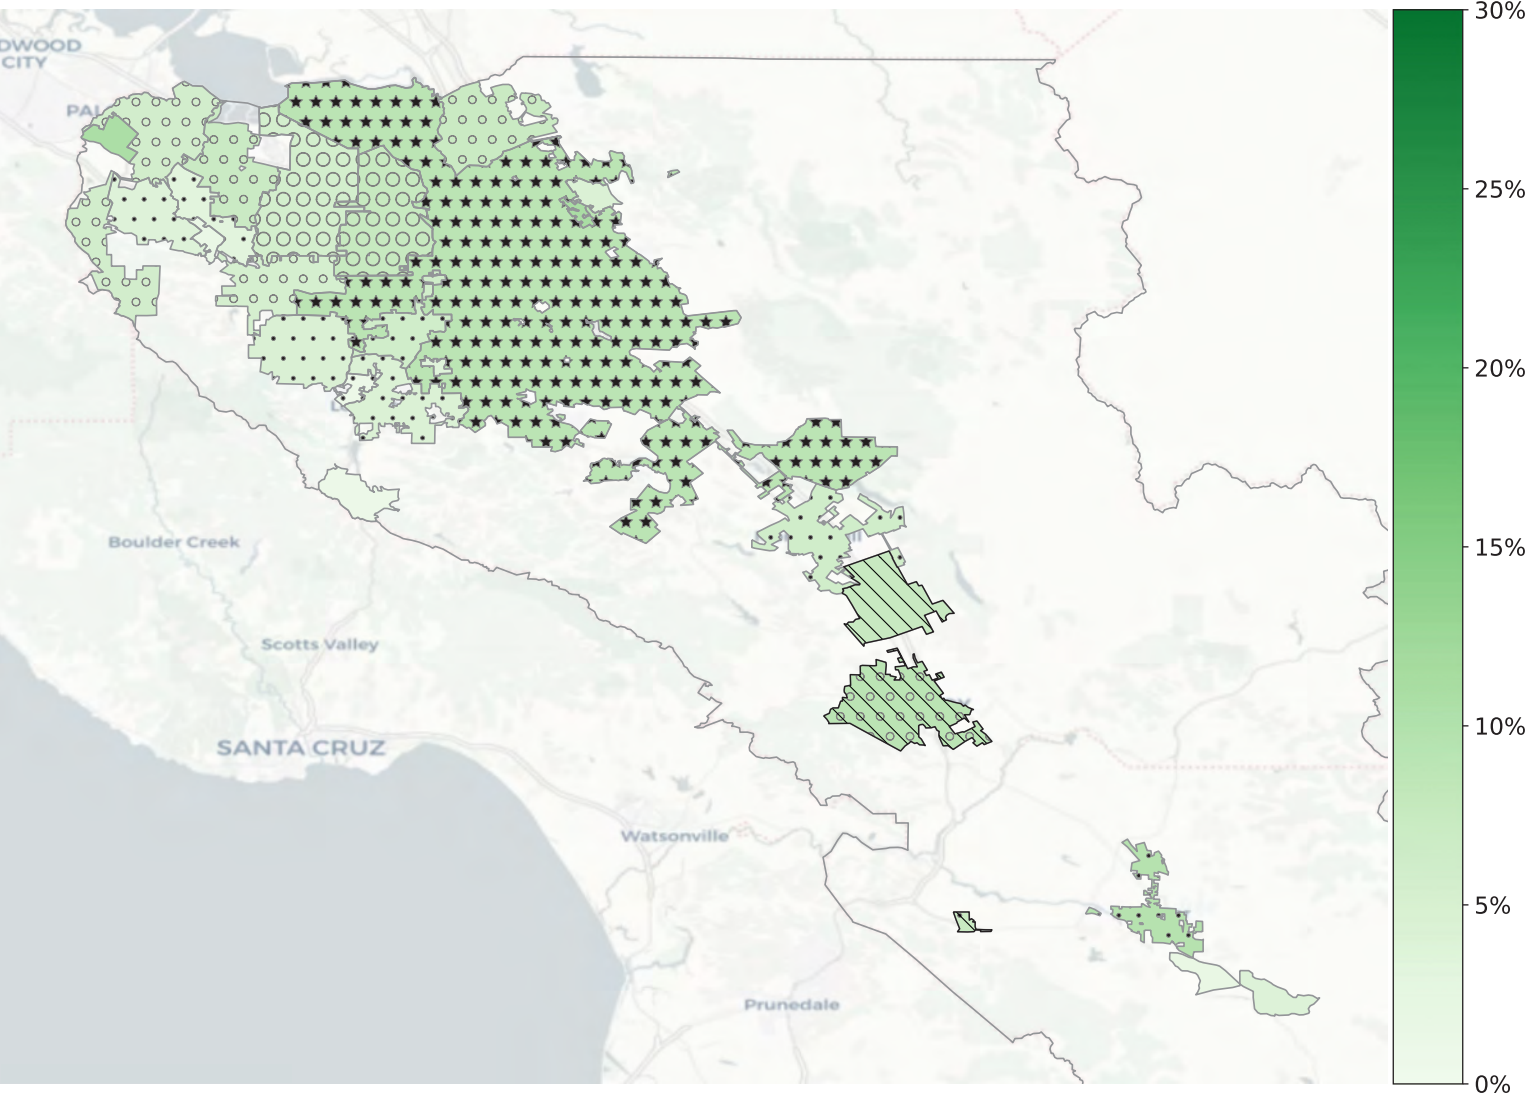 DWOOD
CITY
PAL
Boulder Creek
Scotts Valley
SANTA CRUZ
Watsonville
Prunedale
30%
25%
20%
15%
10%
5%
0%